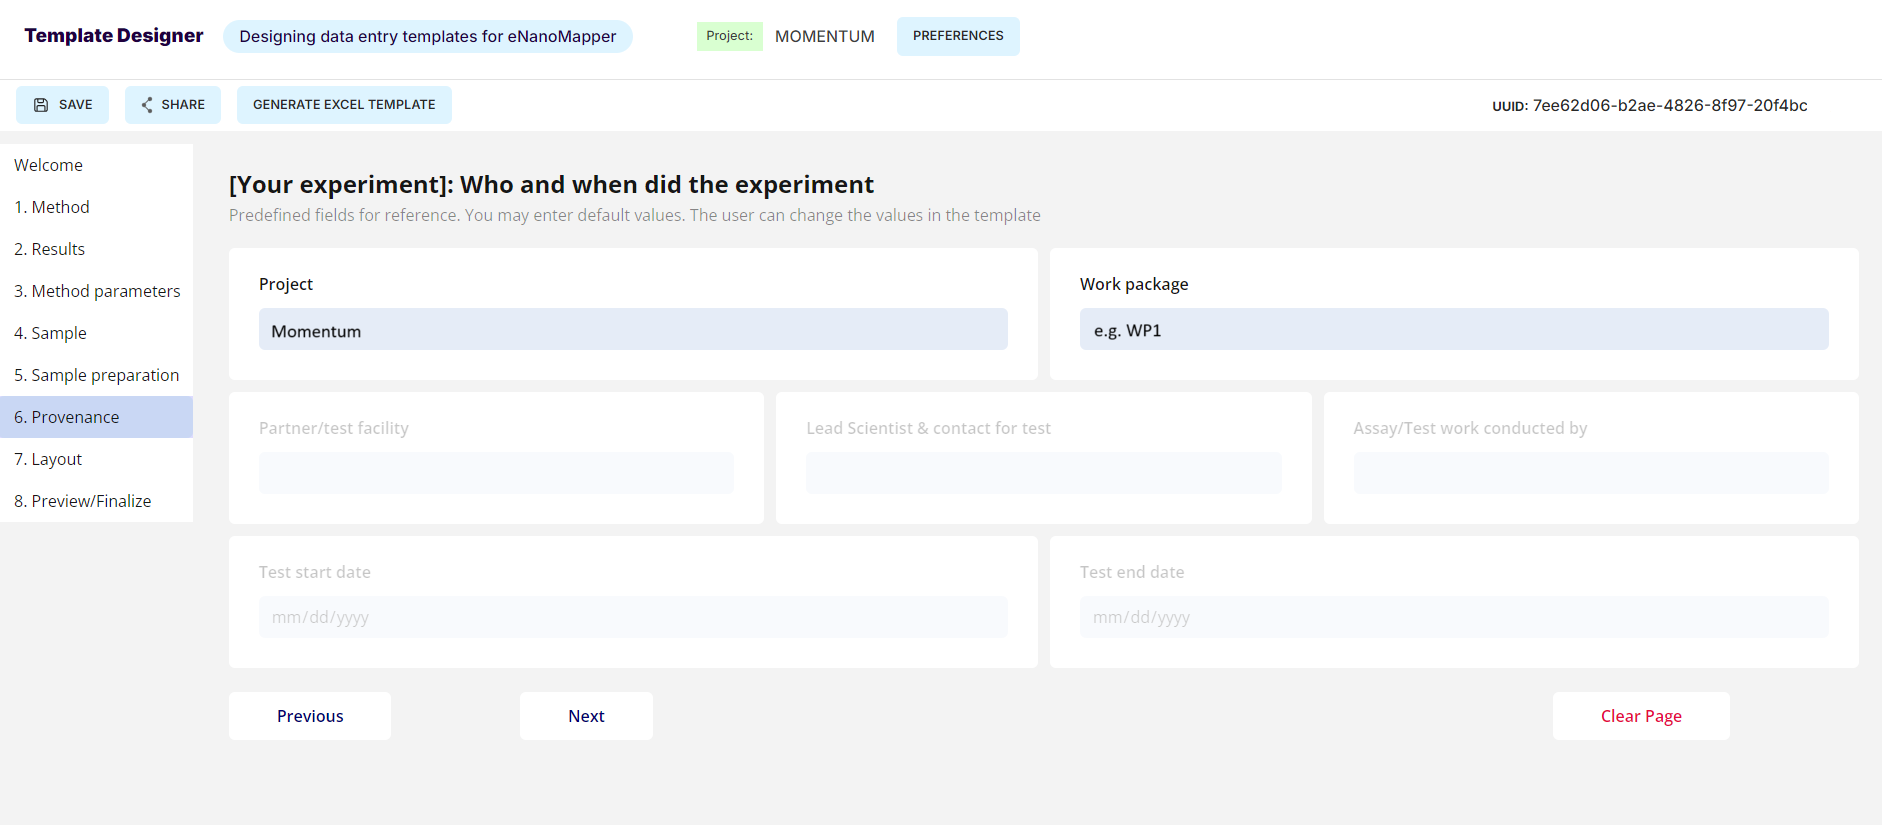 Template Designer
Designing data entry templates for eNanoMapper
Project:
MOMENTUM
PREFERENCES
SAVE
SHARE
GENERATE EXCEL TEMPLATE
UUID: 7ee62d06-b2ae-4826-8f97-20f4bc
Welcome
1. Method
2. Results
3. Method parameters
4. Sample
5. Sample preparation
6. Provenance
7. Layout
8. Preview/Finalize
[Your experiment]: Who and when did the experiment
Predefined fields for reference. You may enter default values. The user can change the values in the template
Project
Momentum
Work package
e.g. WP1
Partner/test facility
Lead Scientist & contact for test
Assay/Test work conducted by
Test start date
mm/dd/yyyy
Test end date
mm/dd/yyyy
Previous
Next
Clear Page